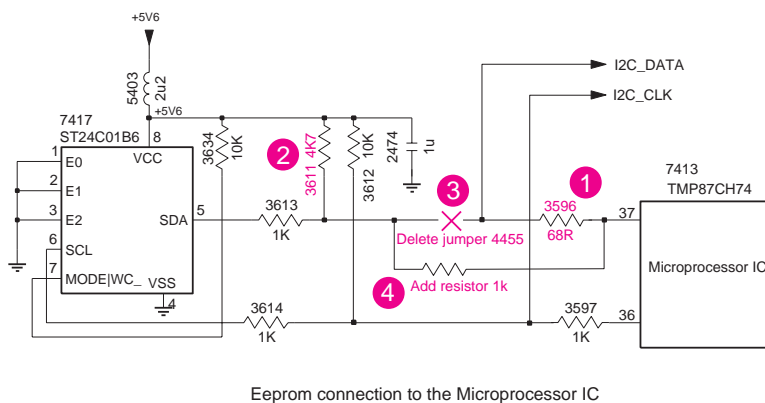 +5V6
5403
2u2
+5V6
7417
ST24C01B6
8
VCC
1
E0
2
E1
3
E2
6
SCL
7
MODE|WC_
VSS
4
SDA
5
3634
10K
2
3611 4K7
3612
10K
2474
1u
I2C_DATA
I2C_CLK
3613
1K
3
Delete jumper 4455
1
3596
68R
37
7413
TMP87CH74
Microprocessor IC
4
Add resistor 1k
3614
1K
3597
1K
36
Eeprom connection to the Microprocessor IC